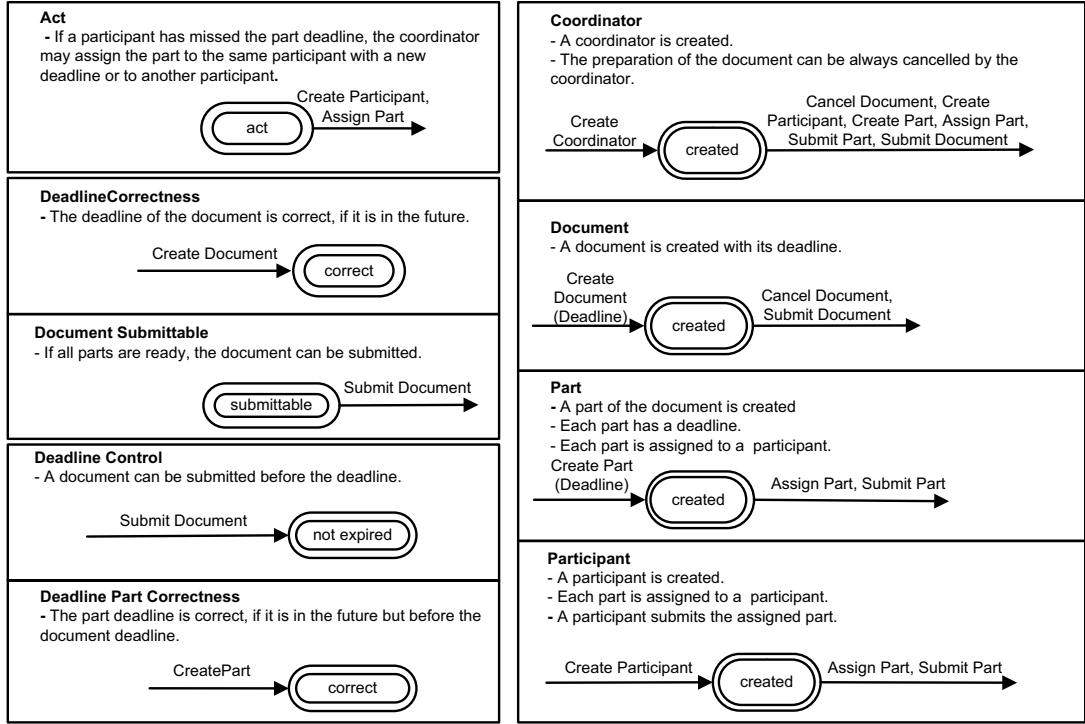 Act
- If a participant has missed the part deadline, the coordinator
may assign the part to the same participant with a new
deadline or to another participant.
Create Participant,
Assign Part
act
DeadlineCorrectness
- The deadline of the document is correct, if it is in the future.
Create Document
correct
Document Submittable
- If all parts are ready, the document can be submitted.
Submit Document
submittable
Deadline Control
- A document can be submitted before the deadline.
Submit Document
not expired
Deadline Part Correctness
- The part deadline is correct, if it is in the future but before the
document deadline.
CreatePart
correct
Coordinator
- A coordinator is created.
- The preparation of the document can be always cancelled by the
coordinator.
Create
Coordinator
created
Cancel Document, Create
Participant, Create Part, Assign Part,
Submit Part, Submit Document
Document
- A document is created with its deadline.
Create
Document
(Deadline)
created
Cancel Document,
Submit Document
Part
- A part of the document is created
- Each part has a deadline.
- Each part is assigned to a participant.
Create Part
(Deadline)
created
Assign Part, Submit Part
Participant
- A participant is created.
- Each part is assigned to a participant.
- A participant submits the assigned part.
Create Participant
created
Assign Part, Submit Part